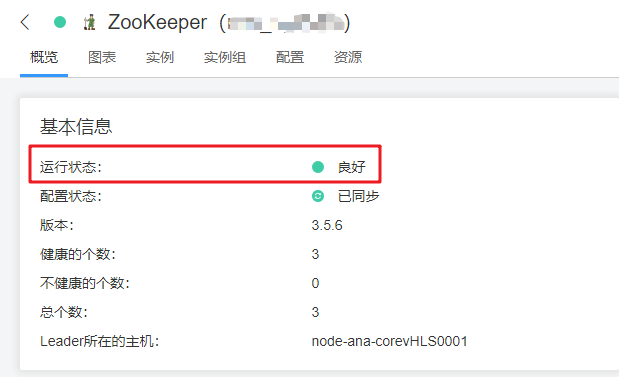 ZooKeeper ( )
概览 图表 实例 实例组 配置 资源
基本信息
运行状态： 良好
配置状态： 已同步
版本： 3.5.6
健康的个数： 3
不健康的个数： 0
总个数： 3
Leader所在的主机： node-ana-corevHLS0001